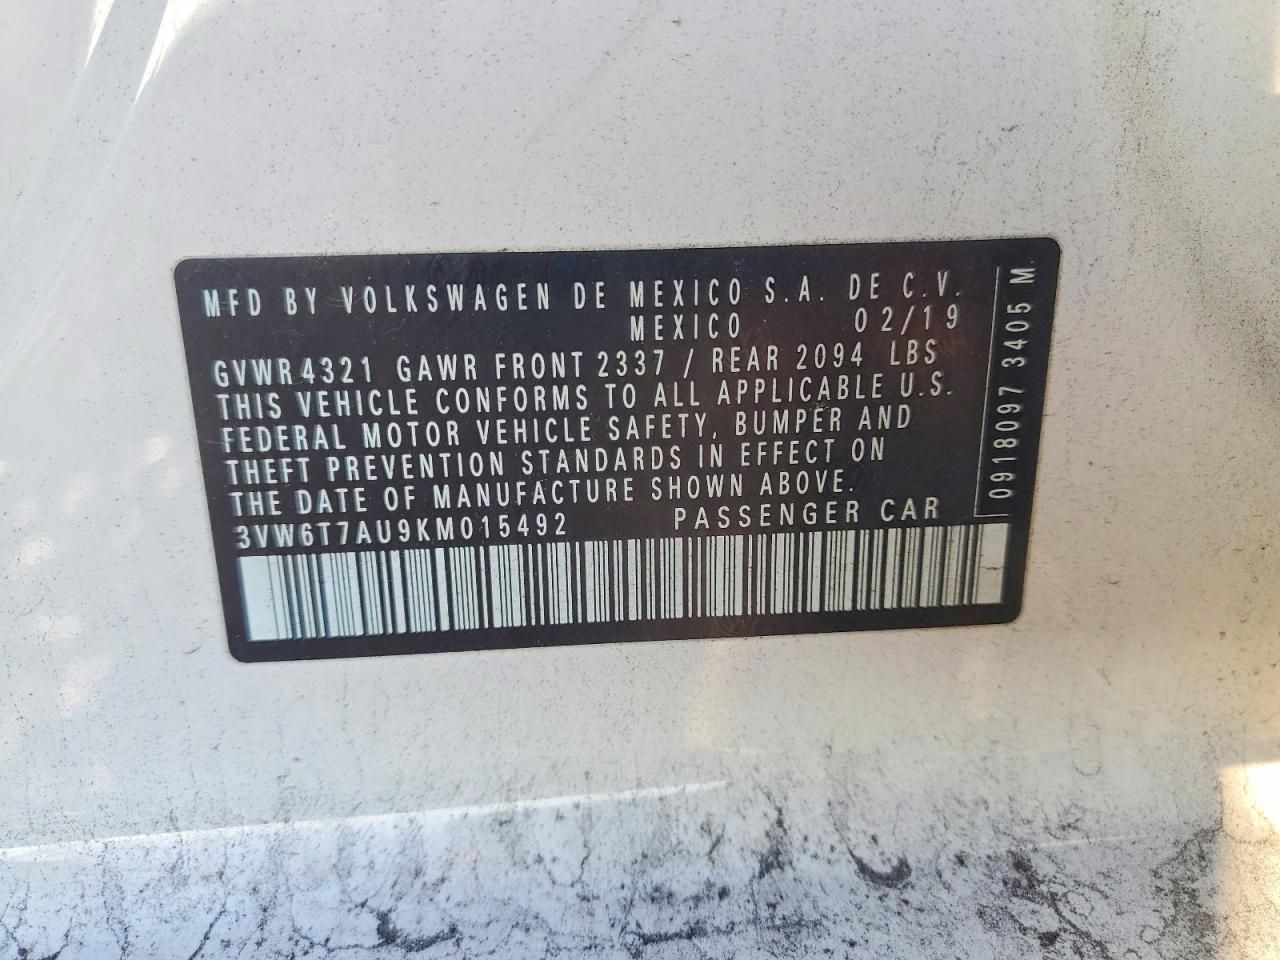 MFD BY VOLKSWAGEN DE MEXICO S.A. DE C.V.
MEXICO 02/19
GVWR 4321 GAWR FRONT 2337 / REAR 2094 LBS
THIS VEHICLE CONFORMS TO ALL APPLICABLE U.S.
FEDERAL MOTOR VEHICLE SAFETY, BUMPER AND
THEFT PREVENTION STANDARDS IN EFFECT ON
THE DATE OF MANUFACTURE SHOWN ABOVE.
3VW6T7AU9KM015492 PASSENGER CAR
0918097 3405 M